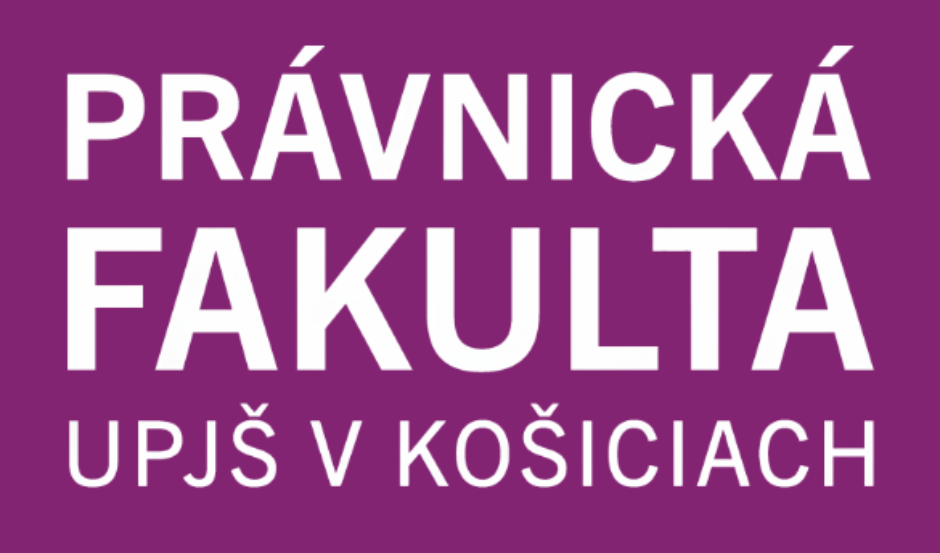 PRÁVNICKÁ
FAKULTA
UPJŠ V KOŠICIACH